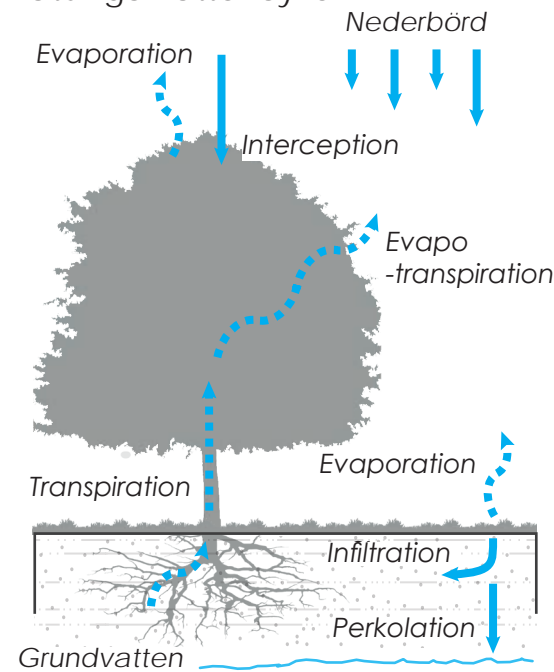 Nederbörd
Evaporation
Interception
Evapo
-transpiration
Evaporation
Transpiration
Infiltration
Perkolation
Grundvatten